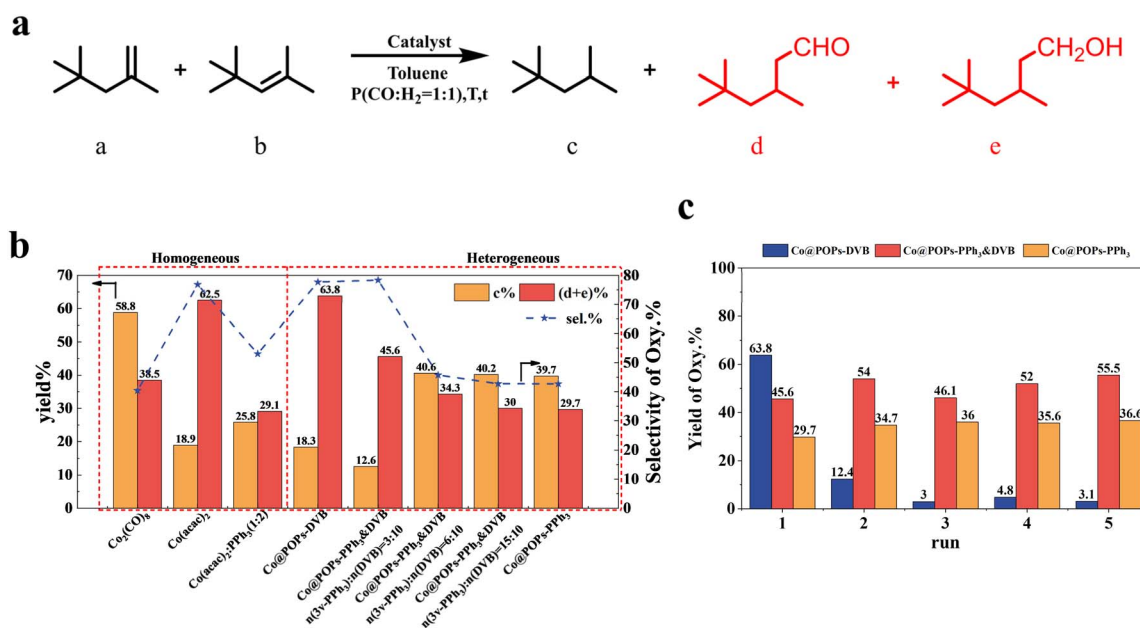 a
Catalyst
Toluene
P(CO:H₂=1:1),T,t
+
+
+
CHO
CH₂OH
a
b
c
d
e
b
Homogeneous
Heterogeneous
c%
(d+e)%
sel.%
yield%
70
60
50
40
30
20
10
0
58.8
38.5
18.9
62.5
25.8
29.1
18.3
63.8
12.6
45.6
40.6
34.3
40.2
30
39.7
29.7
80
70
60
50
40
30
20
10
0
Selectivity of Oxy.%
Co₂(CO)₈
Co(acac)₂
Co(acac)₂:PPh₃(1:2)
Co@POPs-DVB
Co@POPs-PPh₃&DVB
n(3v-PPh₃):n(DVB)=3:10
Co@POPs-PPh₃&DVB
n(3v-PPh₃):n(DVB)=6:10
Co@POPs-PPh₃&DVB
n(3v-PPh₃):n(DVB)=15:10
Co@POPs-PPh₃
c
Co@POPs-DVB
Co@POPs-PPh₃&DVB
Co@POPs-PPh₃
Yield of Oxy.%
100
80
60
40
20
0
63.8
45.6
29.7
12.4
54
34.7
3
46.1
36
4.8
52
35.6
3.1
55.5
36.6
1
2
3
4
5
run